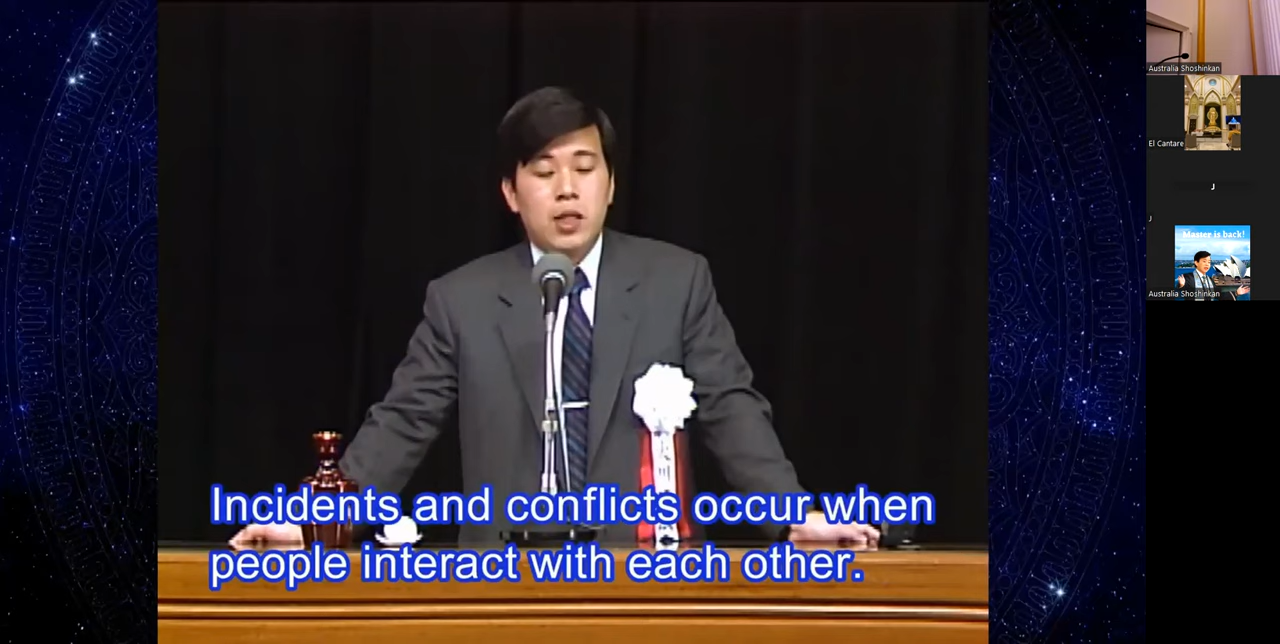 Incidents and conflicts occur when
people interact with each other.
Australia Shoshinkan
El Cantare
J
J
Master is back!
Australia Shoshinkan